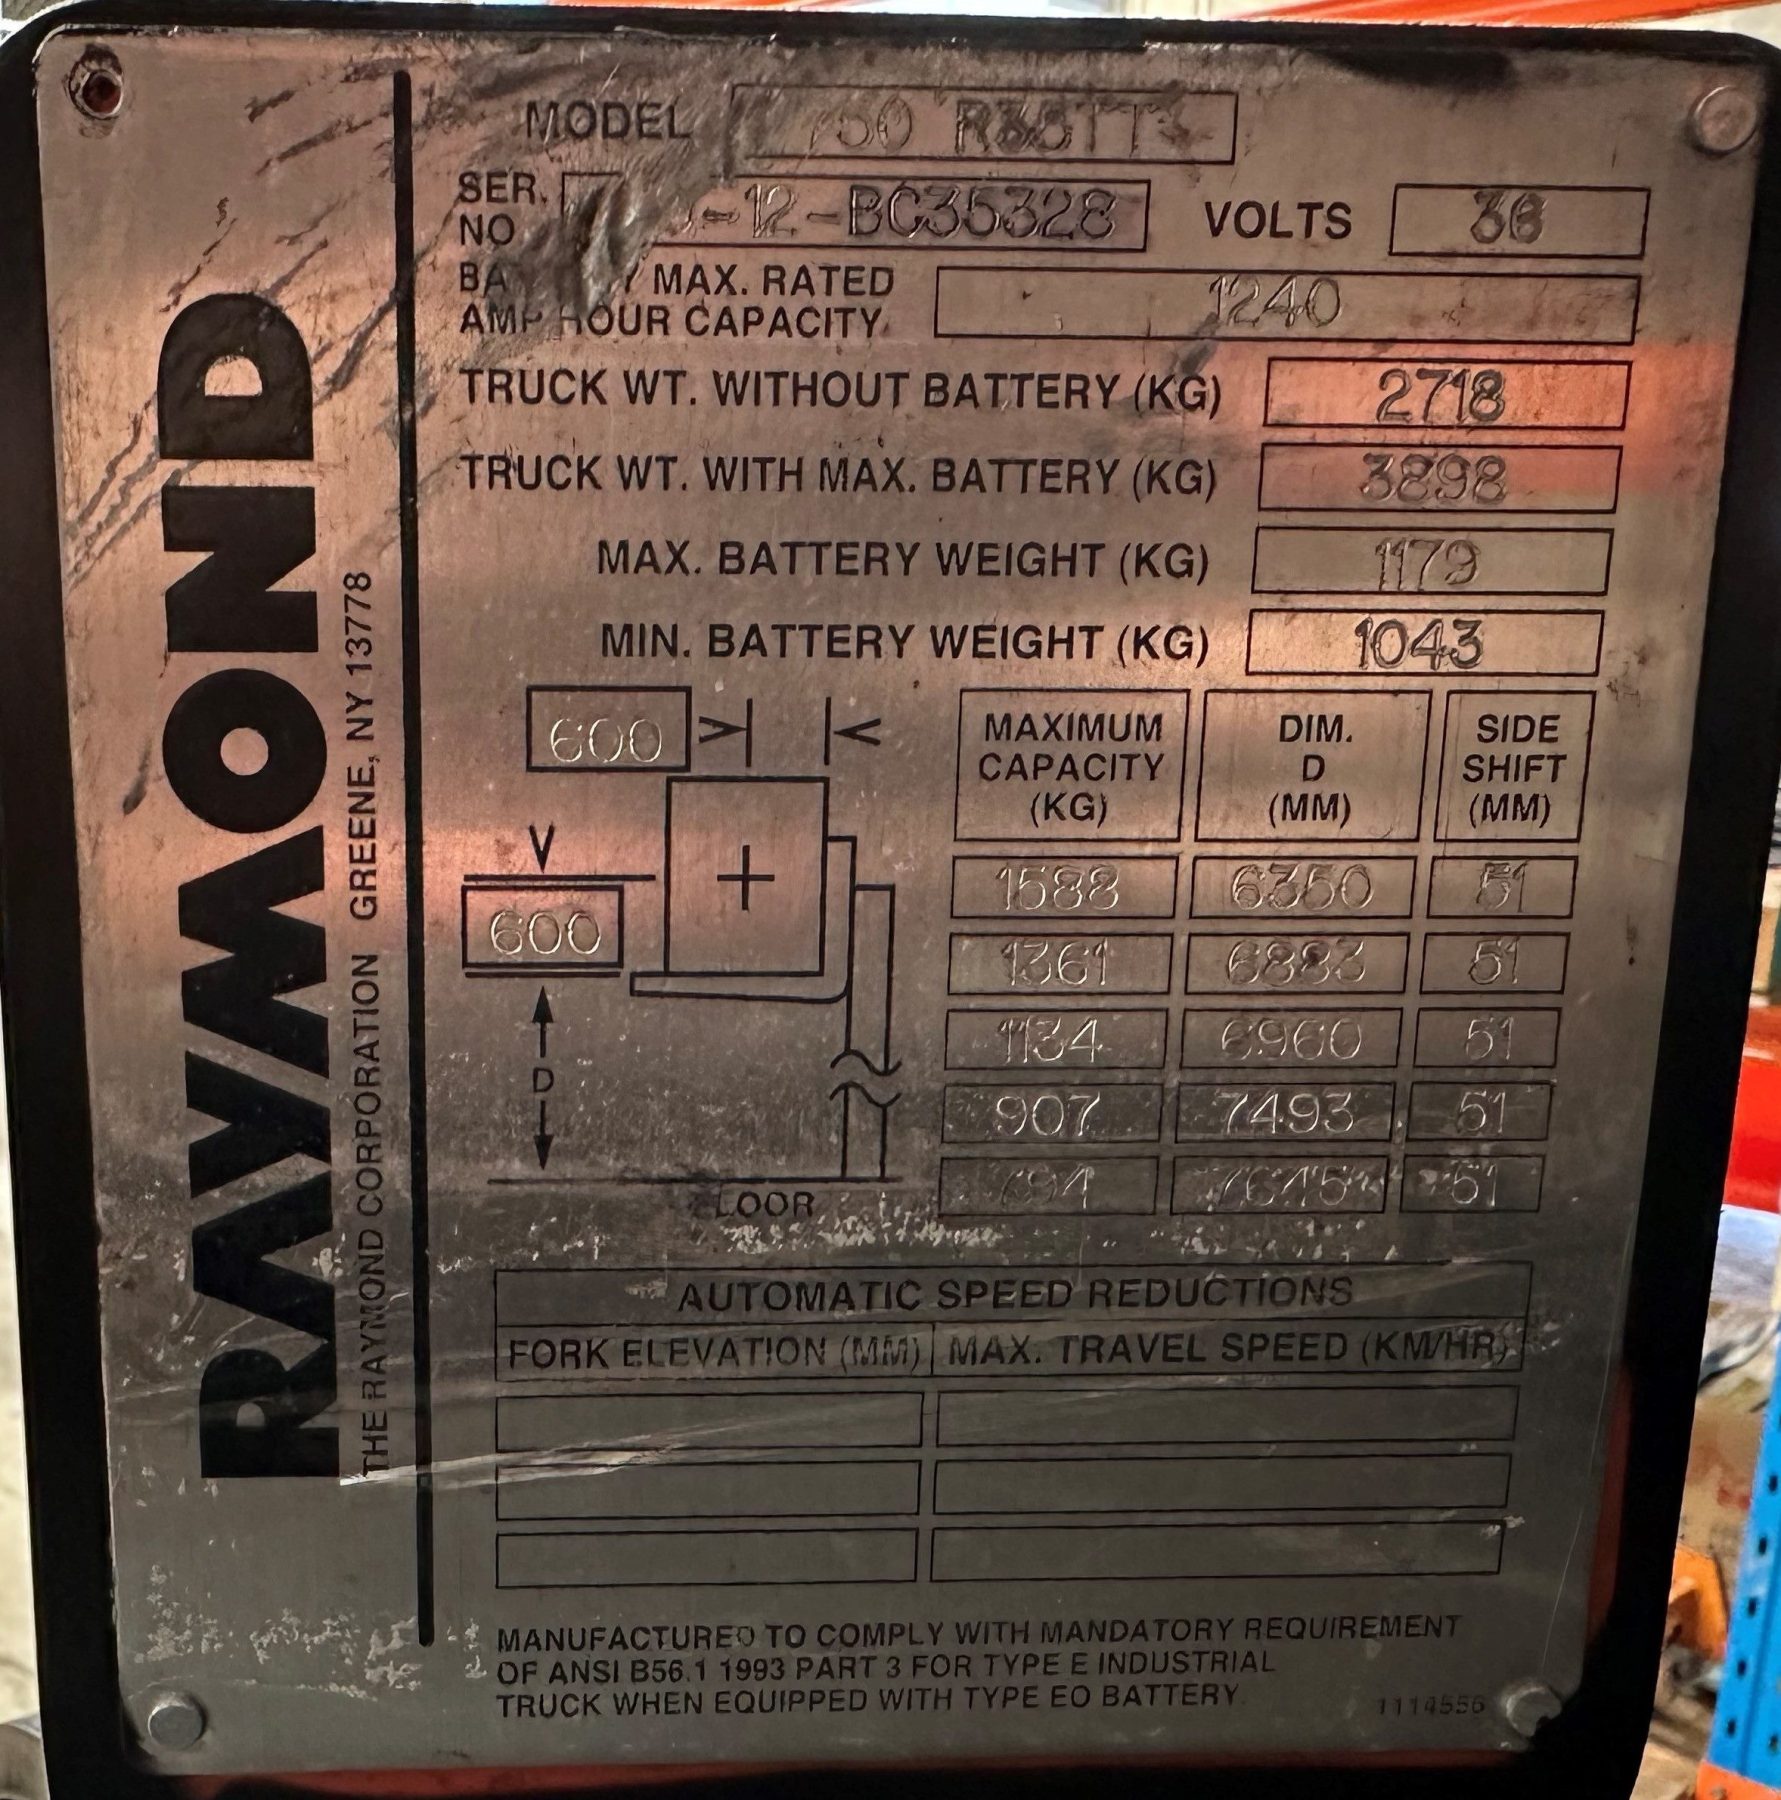 RAYMOND
THE RAYMOND CORPORATION GREENE, NY 13778
MODEL 750 R35TT
SER. NO -12-BC35328 VOLTS 36
MAX. RATED
AMP HOUR CAPACITY 1240
TRUCK WT. WITHOUT BATTERY (KG) 2718
TRUCK WT. WITH MAX. BATTERY (KG) 3898
MAX. BATTERY WEIGHT (KG) 1179
MIN. BATTERY WEIGHT (KG) 1043
600
V
600
D
LOOR
MAXIMUM CAPACITY (KG) DIM. D (MM) SIDE SHIFT (MM)
1588 6350 51
1361 6883 51
1134 6960 51
907 7493 51
51
AUTOMATIC SPEED REDUCTIONS
FORK ELEVATION (MM) MAX. TRAVEL SPEED (KM/HR)
MANUFACTURED TO COMPLY WITH MANDATORY REQUIREMENT
OF ANSI B56.1 1993 PART 3 FOR TYPE E INDUSTRIAL
TRUCK WHEN EQUIPPED WITH TYPE EO BATTERY.
1114556